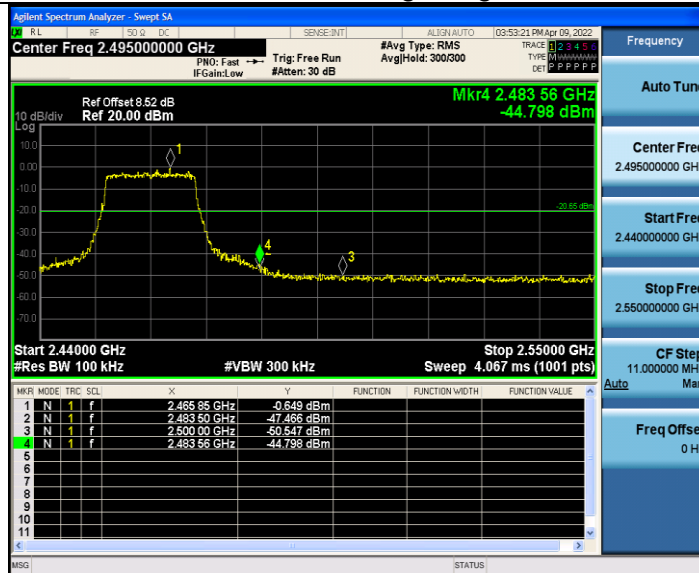 Agilent Spectrum Analyzer - Swept SA
RL RF 50 Ω DC SENSE:INT ALIGN AUTO 03:53:21 PM Apr 09, 2022
Center Freq 2.495000000 GHz
PNO: Fast Trig: Free Run #Avg Type: RMS TRACE 1 2 3 4 5 6
IFGain:Low #Atten: 30 dB Avg|Hold: 300/300 TYPE M
DET P P P P P P
Frequency
Auto Tune
Center Freq
2.495000000 GH
Start Freq
2.440000000 GH
Stop Freq
2.550000000 GH
CF Step
11.000000 MH
Auto Man
Freq Offse
0 H
Mkr4 2.483 56 GHz
-44.798 dBm
Ref Offset 8.52 dB
10 dB/div Ref 20.00 dBm
Log
10.0
0.00
-10.0
-20.0
-30.0
-40.0
-50.0
-60.0
-70.0
1
4
3
-20.65 dBm
Start 2.44000 GHz Stop 2.55000 GHz
#Res BW 100 kHz #VBW 300 kHz Sweep 4.067 ms (1001 pts)
MKR MODE TRC SCL X Y FUNCTION FUNCTION WIDTH FUNCTION VALUE
1 N 1 f 2.465 85 GHz -0.649 dBm
2 N 1 f 2.483 50 GHz -47.466 dBm
3 N 1 f 2.500 00 GHz -50.547 dBm
4 N 1 f 2.483 56 GHz -44.798 dBm
5
6
7
8
9
10
11
MSG STATUS